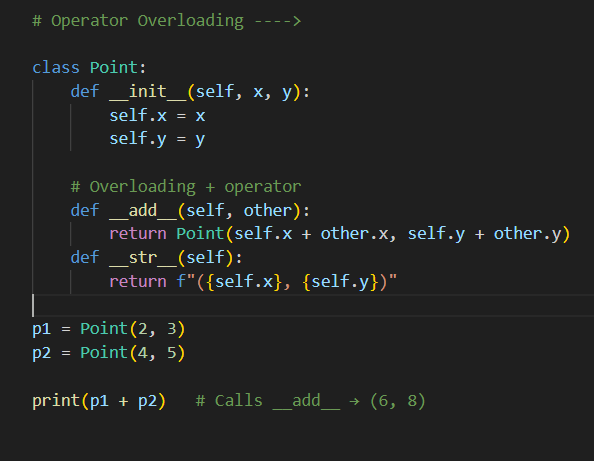 # Operator Overloading ---->
class Point:
    def __init__(self, x, y):
        self.x = x
        self.y = y
    # Overloading + operator
    def __add__(self, other):
        return Point(self.x + other.x, self.y + other.y)
    def __str__(self):
        return f"({self.x}, {self.y})"
p1 = Point(2, 3)
p2 = Point(4, 5)
print(p1 + p2)   # Calls __add__ → (6, 8)